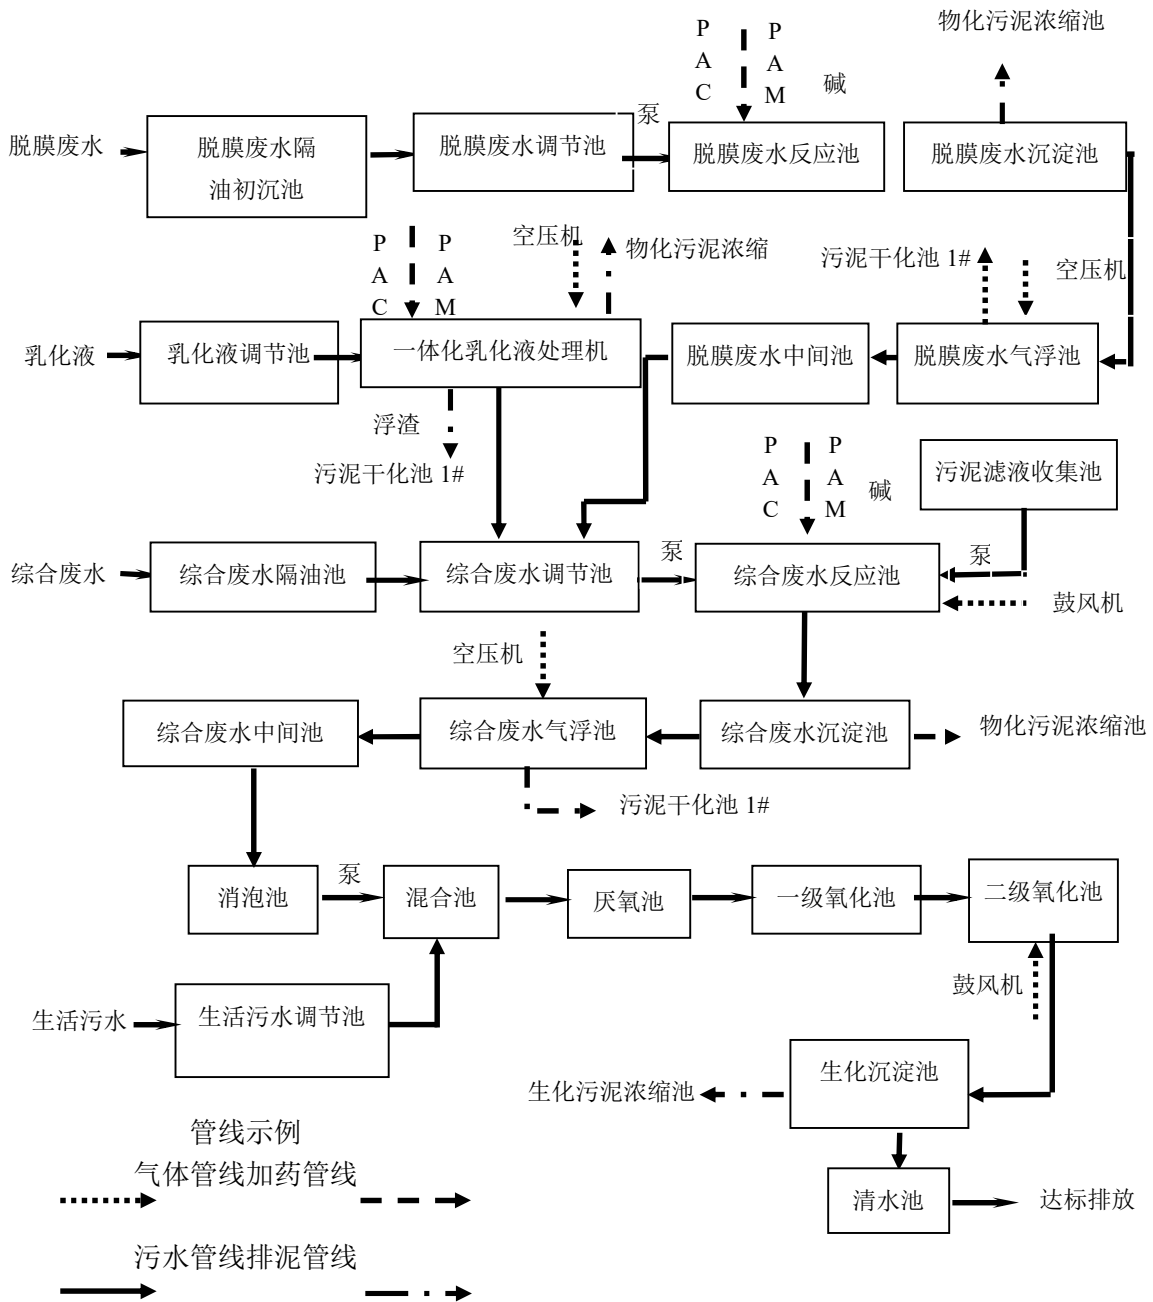 物化污泥浓缩池
PAC
PAM
碱
泵
脱膜废水
脱膜废水隔
油初沉池
脱膜废水调节池
脱膜废水反应池
脱膜废水沉淀池
PAC
PAM
空压机
物化污泥浓缩
污泥干化池 1#
空压机
乳化液
乳化液调节池
一体化乳化液处理机
脱膜废水中间池
脱膜废水气浮池
浮渣
污泥干化池 1#
PAC
PAM
碱
污泥滤液收集池
综合废水
综合废水隔油池
综合废水调节池
泵
综合废水反应池
泵
鼓风机
空压机
综合废水中间池
综合废水气浮池
综合废水沉淀池
物化污泥浓缩池
污泥干化池 1#
消泡池
泵
混合池
厌氧池
一级氧化池
二级氧化池
鼓风机
生活污水
生活污水调节池
生化沉淀池
生化污泥浓缩池
管线示例
气体管线加药管线
清水池
达标排放
污水管线排泥管线